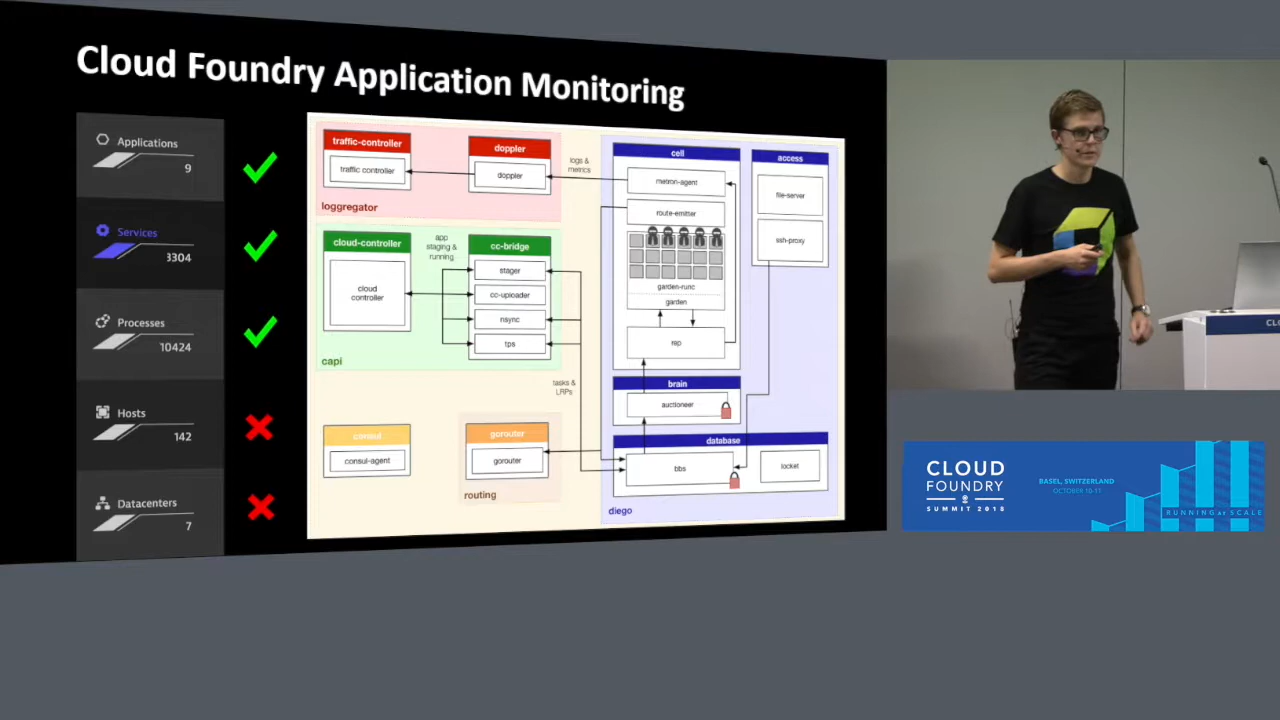 Cloud Foundry Application Monitoring
Applications
9
Services
3304
Processes
10424
Hosts
142
Datacenters
7
traffic-controller
traffic controller
doppler
doppler
loggregator
logs &
metrics
cloud-controller
cloud
controller
app
staging &
running
cc-bridge
stager
cc-uploader
nsync
tps
capi
tasks &
LRPs
consul
consul-agent
gorouter
gorouter
routing
cell
metron-agent
route-emitter
garden-runc
garden
rep
brain
auctioneer
database
bbs
locket
diego
access
file-server
ssh-proxy
CLOUD
FOUNDRY
SUMMIT 2018
BASEL, SWITZERLAND
OCTOBER 10-11
RUNNING AT SCALE